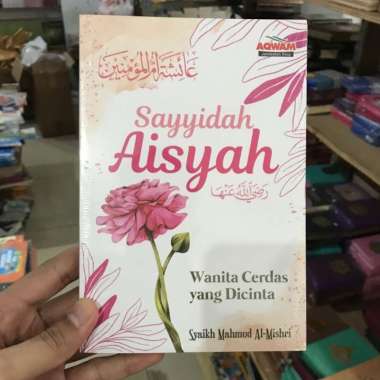 عائشة أم المؤمنين
AQWAM
Sayyidah
Aisyah
رضي الله عنها
Wanita Cerdas
yang Dicinta
Syaikh Mahmud Al-Mishri